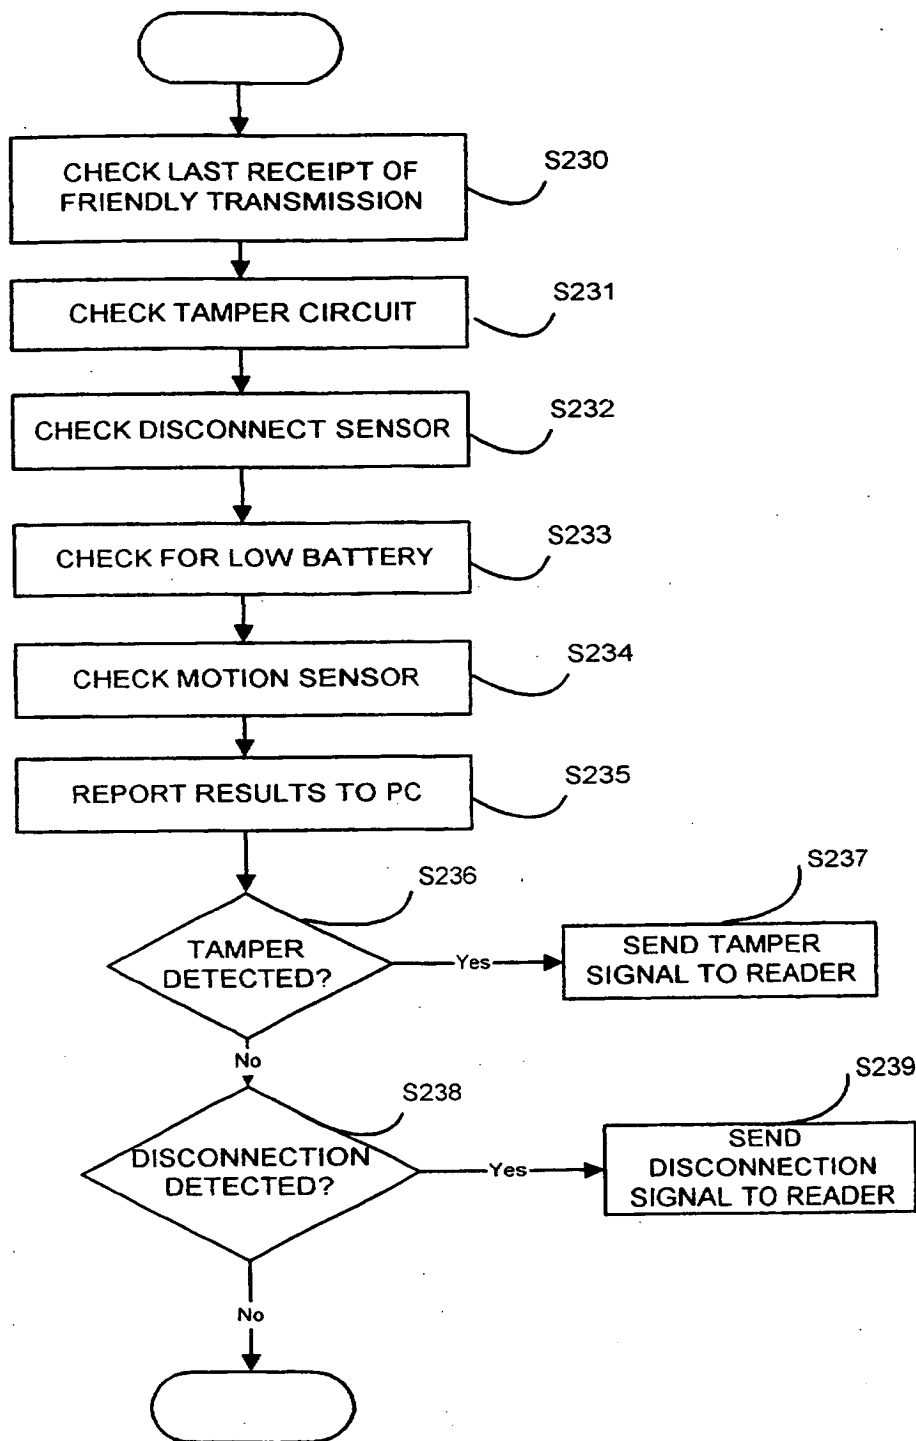 CHECK LAST RECEIPT OF
FRIENDLY TRANSMISSION
S230
CHECK TAMPER CIRCUIT
S231
CHECK DISCONNECT SENSOR
S232
CHECK FOR LOW BATTERY
S233
CHECK MOTION SENSOR
S234
REPORT RESULTS TO PC
S235
S236
TAMPER
DETECTED?
Yes
S237
SEND TAMPER
SIGNAL TO READER
No
S238
DISCONNECTION
DETECTED?
Yes
S239
SEND
DISCONNECTION
SIGNAL TO READER
No